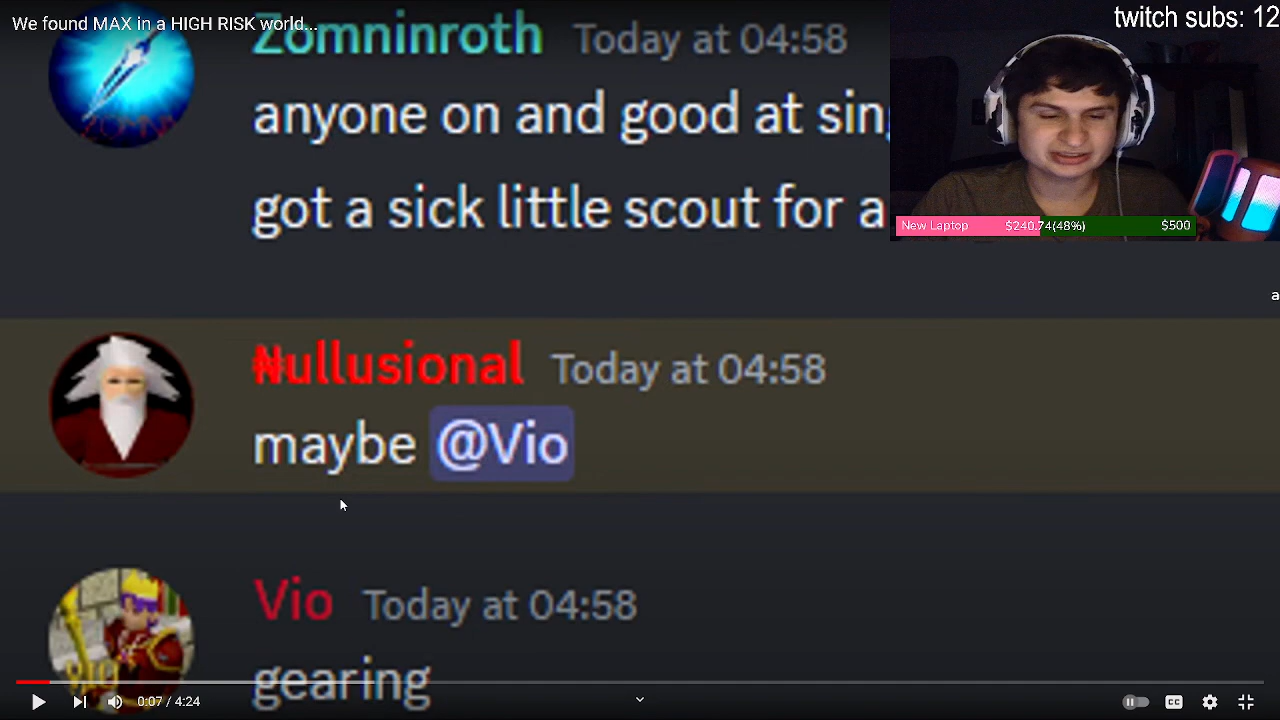 We found MAX in a HIGH RISK world...
twitch subs: 12
Zomninroth Today at 04:58
anyone on and good at
got a sick little scout for a
New Laptop $240.74(48%) $500
₦ullusional Today at 04:58
maybe @Vio
Vio Today at 04:58
gearing
0:07 / 4:24
CC